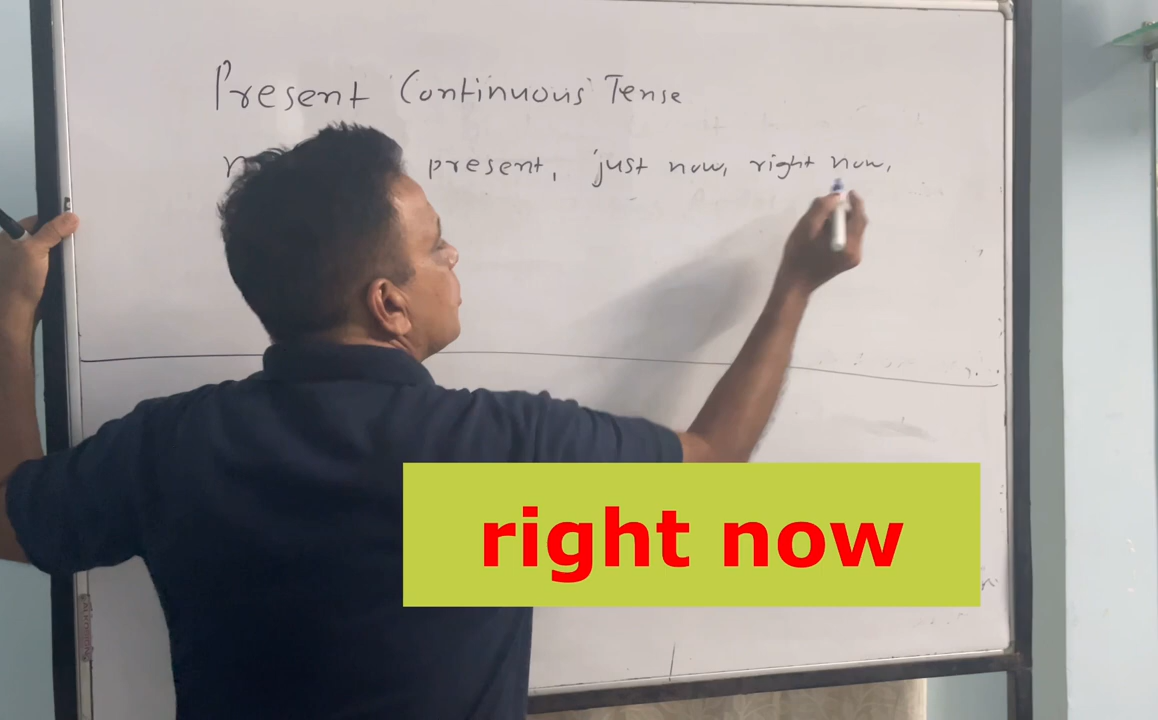 Present Continuous Tense
present, just now, right now,
right now